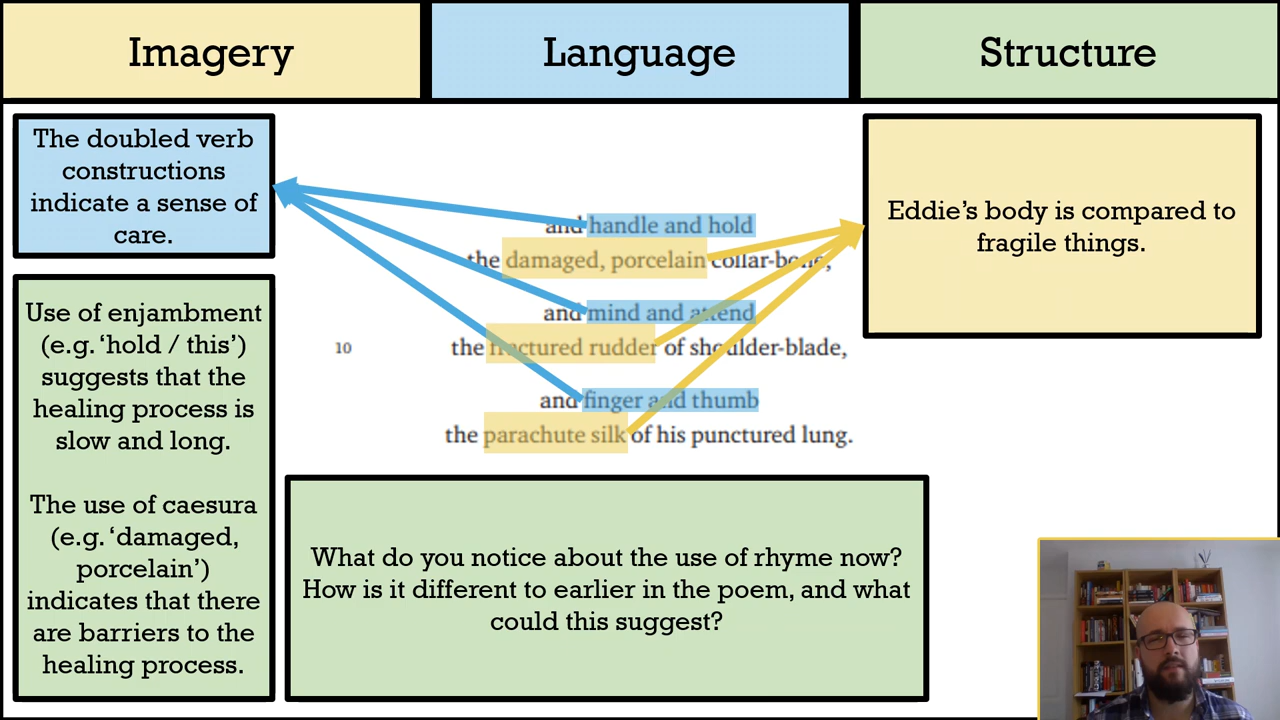 Imagery
Language
Structure
The doubled verb
constructions
indicate a sense of
care.
Use of enjambment
(e.g. ‘hold / this’)
suggests that the
healing process is
slow and long.
The use of caesura
(e.g. ‘damaged,
porcelain’)
indicates that there
are barriers to the
healing process.
and handle and hold
the damaged, porcelain collar-bone,
and mind and attend
10 the fractured rudder of shoulder-blade,
and finger and thumb
the parachute silk of his punctured lung.
Eddie’s body is compared to
fragile things.
What do you notice about the use of rhyme now?
How is it different to earlier in the poem, and what
could this suggest?